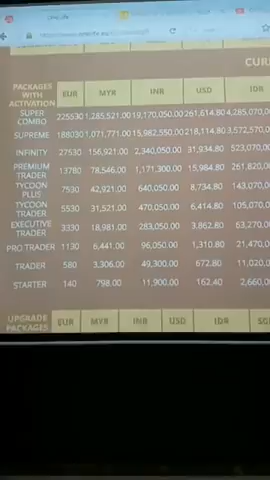 CUR
PACKAGES WITH ACTIVATION EUR MYR INR USD IDR
SUPER COMBO 225530 1,285,521.00 19,170,050.00 261,614.80 4,285,070.0
SUPREME 188030 1,071,771.00 15,982,550.00 218,114.80 3,572,570.0
INFINITY 27530 156,921.00 2,340,050.00 31,934.80 523,070.00
PREMIUM TRADER 13780 78,546.00 1,171,300.00 15,984.80 261,820.0
TYCOON PLUS 7530 42,921.00 640,050.00 8,734.80 143,070.0
TYCOON TRADER 5530 31,521.00 470,050.00 6,414.80 105,070.0
EXECUTIVE TRADER 3330 18,981.00 283,050.00 3,862.80 63,270.0
PRO TRADER 1130 6,441.00 96,050.00 1,310.80 21,470.0
TRADER 580 3,306.00 49,300.00 672.80 11,020.
STARTER 140 798.00 11,900.00 162.40 2,660.0
UPGRADE PACKAGES EUR MYR INR USD IDR